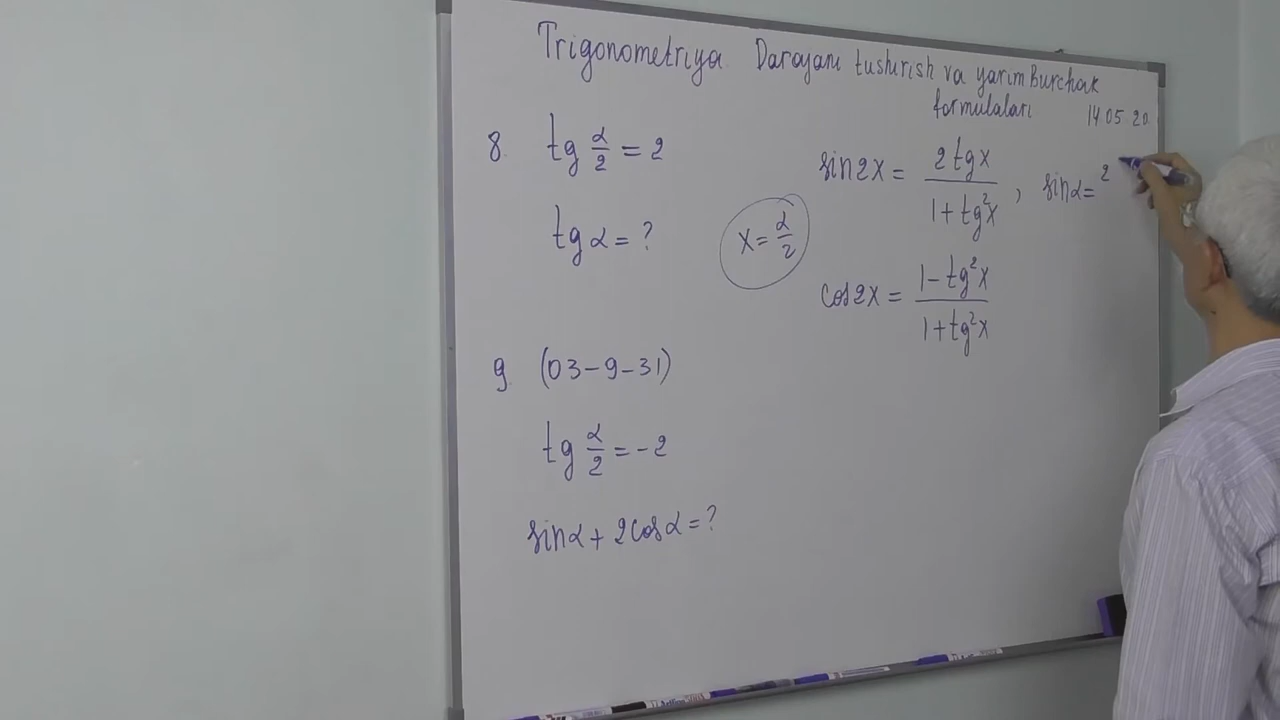 Trigonometriya Darajani tushirish va yarim Burchak
formulalari 14.05.20
8. tg α/2 = 2
tg α = ?
x = α/2
sin2x = 2tgx / 1+tg²x , sinα = 2
cos2x = 1-tg²x / 1+tg²x
9. (03-9-31)
tg α/2 = -2
sinα + 2cosα = ?